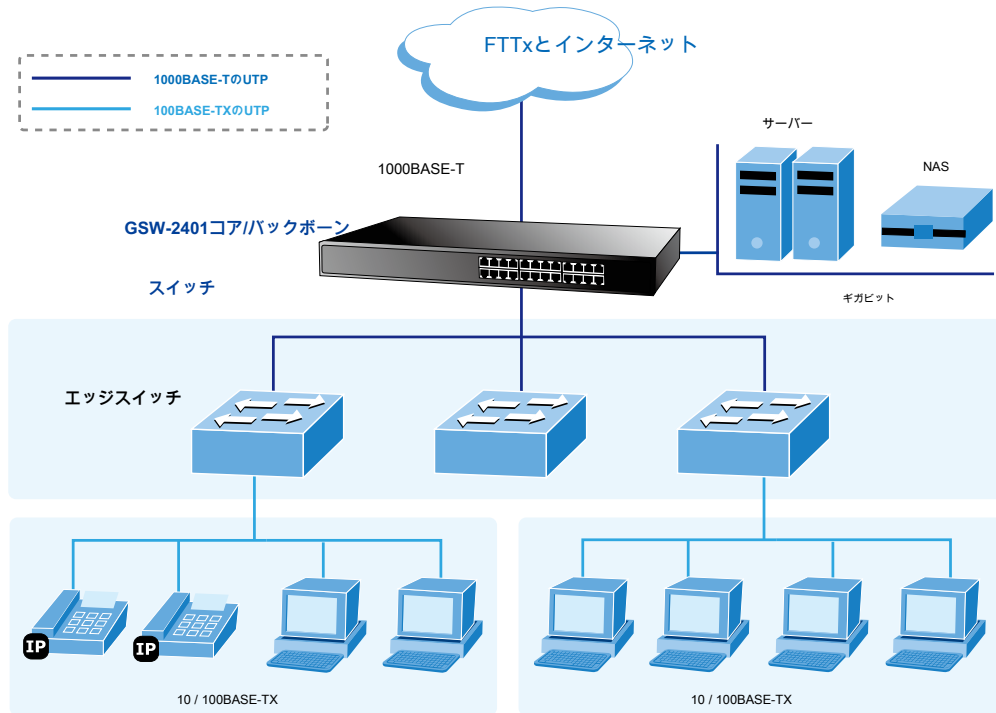 FTTxとインターネット
1000BASE-TのUTP
100BASE-TXのUTP
サーバー
NAS
1000BASE-T
GSW-2401コア/バックボーン
スイッチ
ギガビット
エッジスイッチ
IP
IP
10 / 100BASE-TX
10 / 100BASE-TX